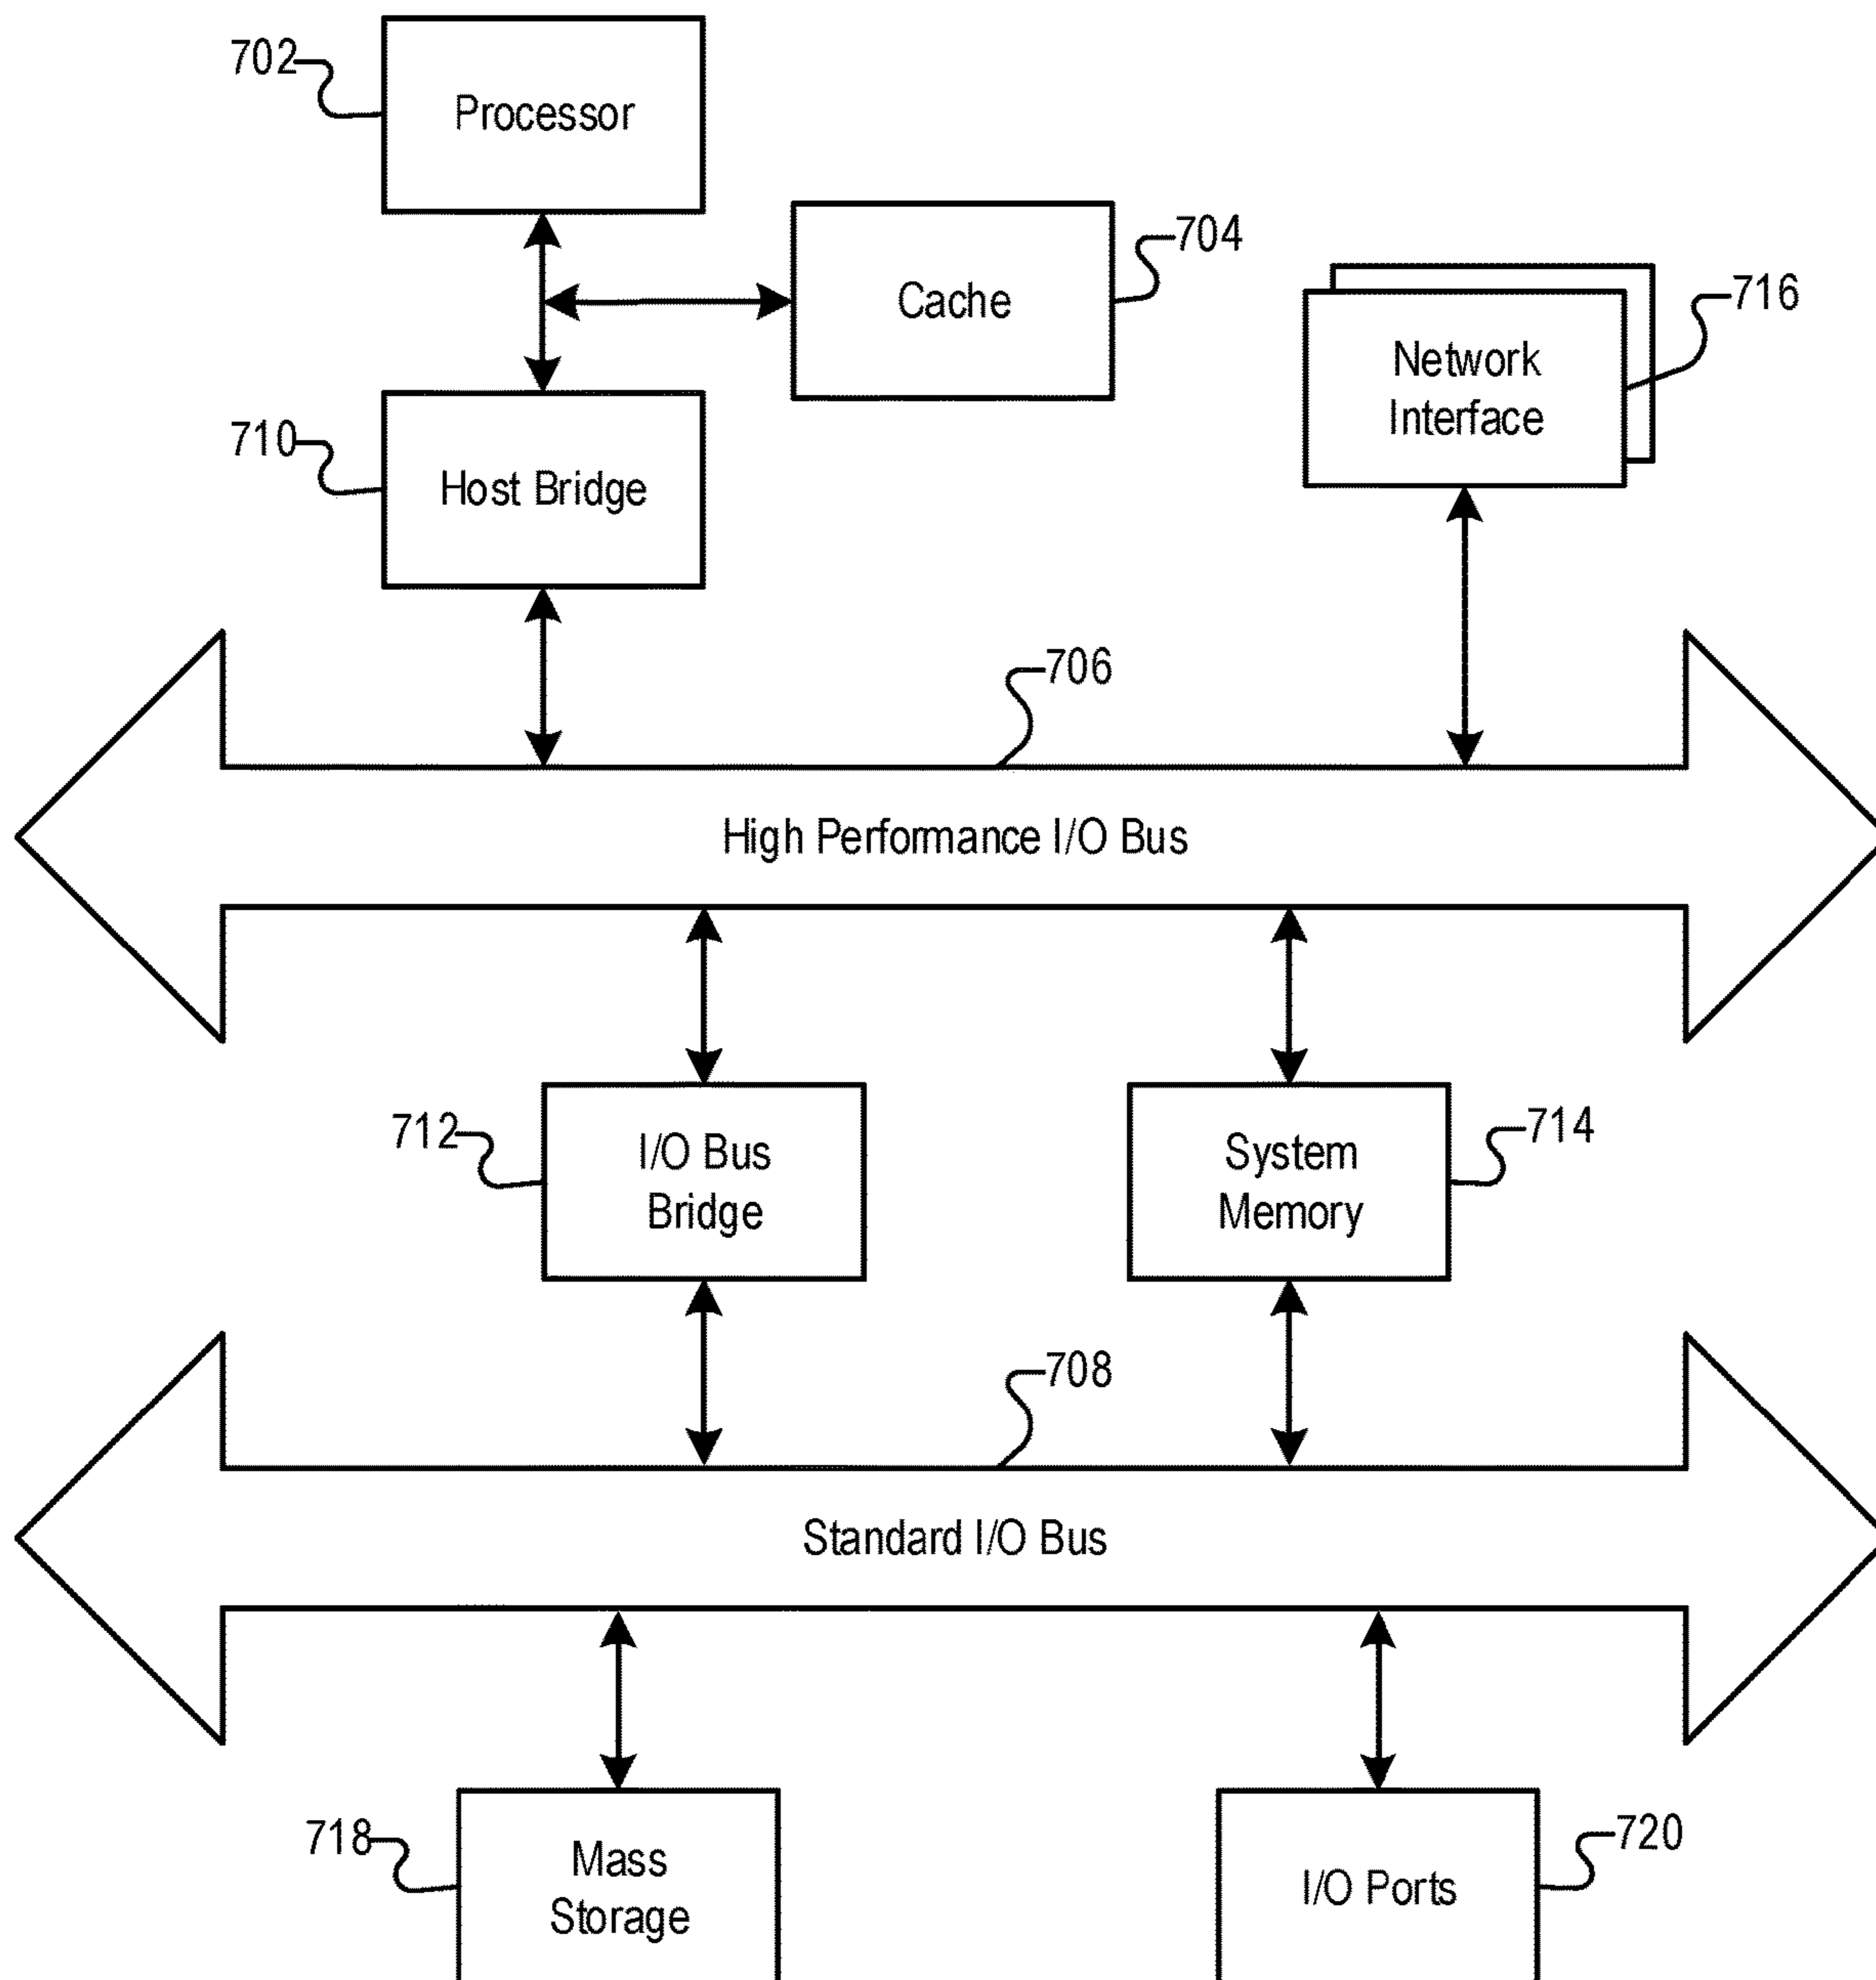 702
Processor
704
Cache
716
Network
Interface
710
Host Bridge
706
High Performance I/O Bus
712
I/O Bus
Bridge
714
System
Memory
708
Standard I/O Bus
718
Mass
Storage
720
I/O Ports